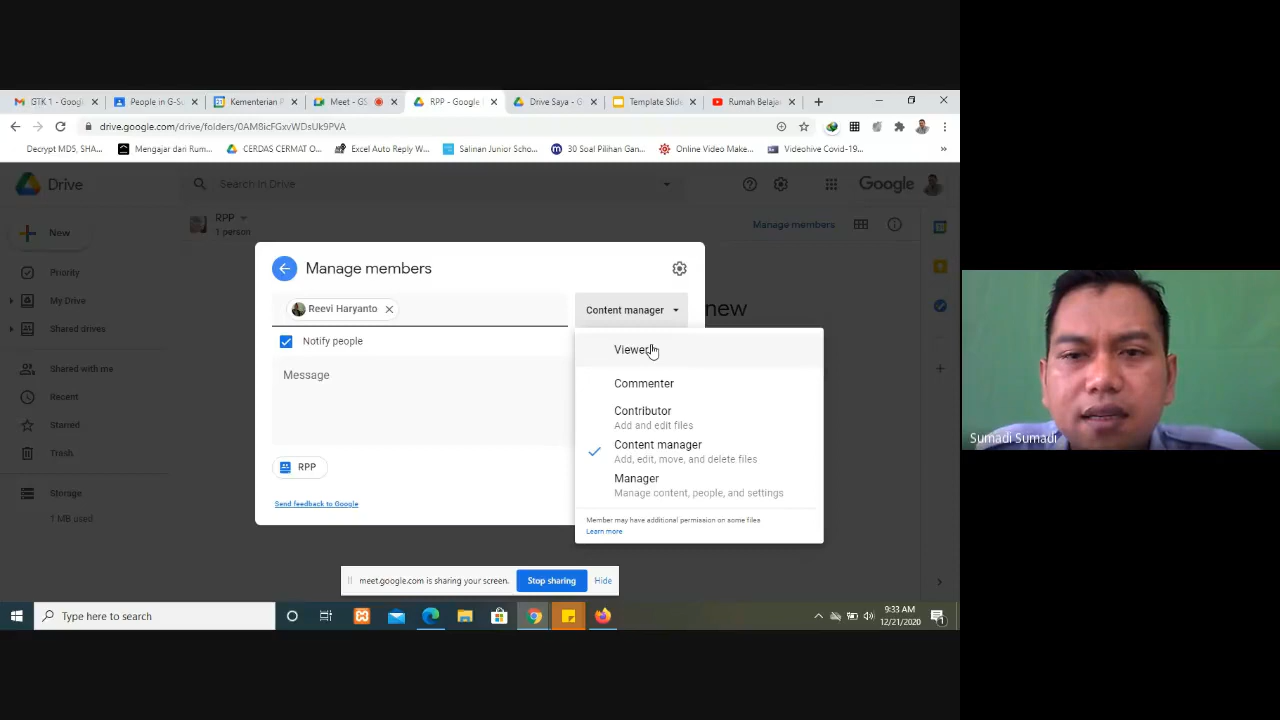 GTK 1 - Googl
People in G-Su
Kementerian P
Meet - GS
RPP - Google
Drive Saya - G
Template Slide
Rumah Belaja
drive.google.com/drive/folders/0AM8icFGxvWDsUk9PVA
Decrypt MD5, SHA...
Mengajar dari Rum...
CERDAS CERMAT O...
Excel Auto Reply W...
Salinan Junior Scho...
30 Soal Pilihan Gan...
Online Video Make...
Videohive Covid-19...
Drive
Search in Drive
Google
New
RPP
1 person
Manage members
Priority
My Drive
Shared drives
Shared with me
Recent
Starred
Trash
Storage
1 MB used
Manage members
Reevi Haryanto
Content manager
new
Notify people
Message
Viewer
Commenter
Contributor
Add and edit files
Content manager
Add, edit, move, and delete files
Manager
Manage content, people, and settings
Member may have additional permission on some files
Learn more
RPP
Send feedback to Google
meet.google.com is sharing your screen.
Stop sharing
Hide
Type here to search
9:33 AM
12/21/2020
1
Sumadi Sumadi